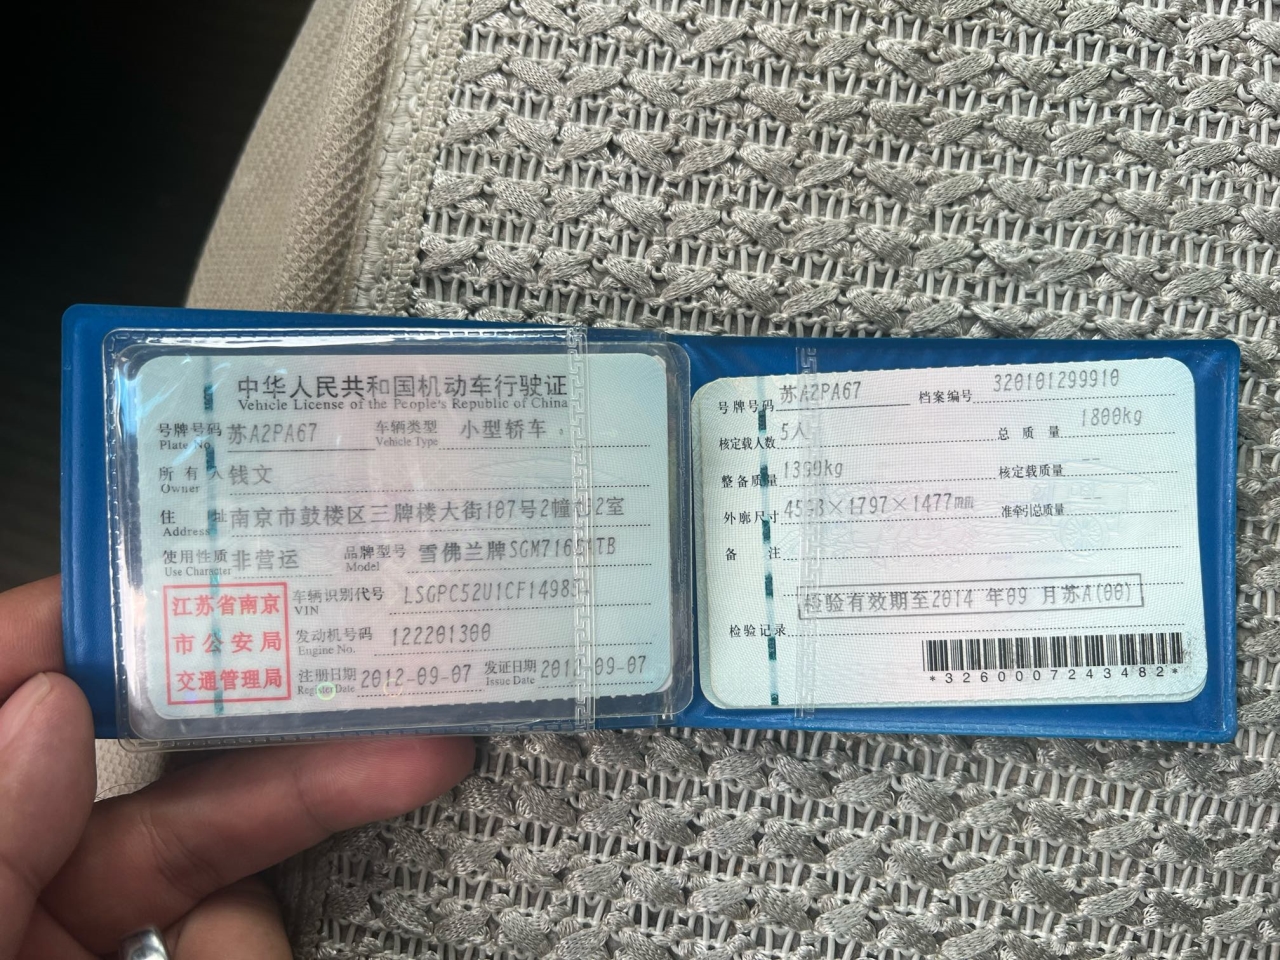 中华人民共和国机动车行驶证
Vehicle License of the People's Republic of China
号牌号码 苏A2PA67 车辆类型 小型轿车
Plate No. Vehicle Type
所有人 钱文
Owner
住址 南京市鼓楼区三牌楼大街107号2幢 2室
Address
使用性质 非营运 品牌型号 雪佛兰牌SGM7165 TB
Use Character Model
江苏省南京
市公安局
交通管理局
车辆识别代号 LSGPC52U1CF14985
VIN
发动机号码 122201300
Engine No.
注册日期 2012-09-07 发证日期 2012-09-07
Register Date Issue Date
号牌号码 苏A2PA67 档案编号 320101299910
核定载人数 5人 总质量 1800kg
整备质量 1390kg 核定载质量 --
外廓尺寸 ×1797×1477mm 准牵引总质量 --
备注
检验有效期至2014 年09 月苏A(00)
检验记录
*3260007243482*